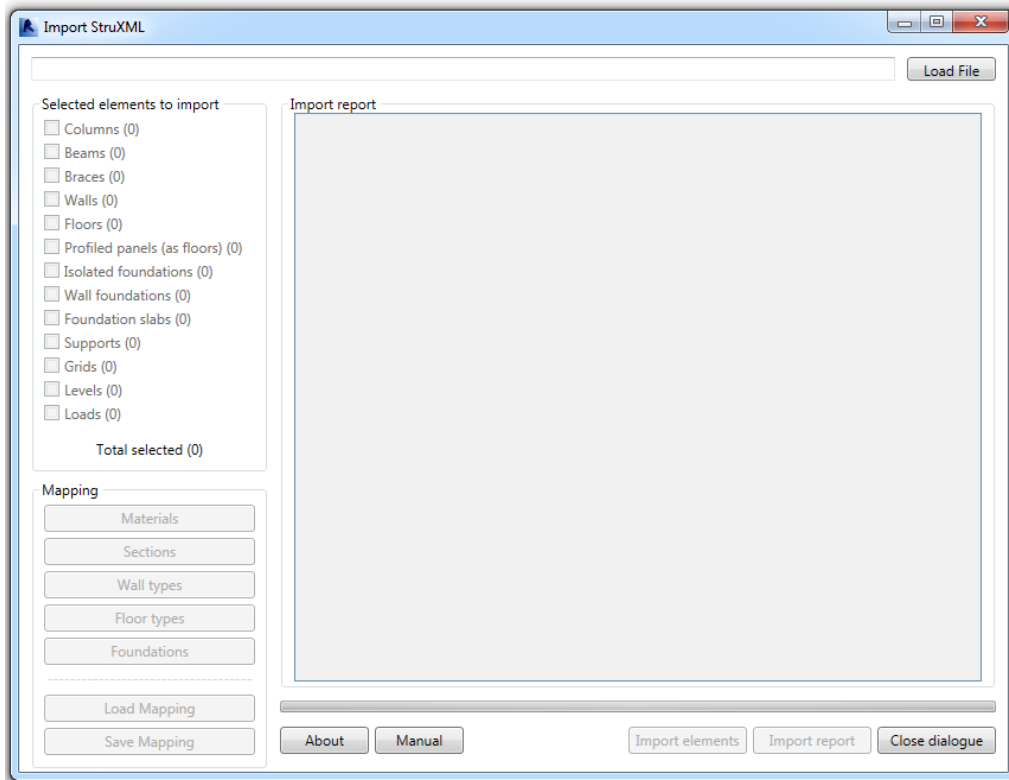 Import StruXML
Load File
Selected elements to import
Columns (0)
Beams (0)
Braces (0)
Walls (0)
Floors (0)
Profiled panels (as floors) (0)
Isolated foundations (0)
Wall foundations (0)
Foundation slabs (0)
Supports (0)
Grids (0)
Levels (0)
Loads (0)
Total selected (0)
Mapping
Materials
Sections
Wall types
Floor types
Foundations
Load Mapping
Save Mapping
Import report
About Manual Import elements Import report Close dialogue